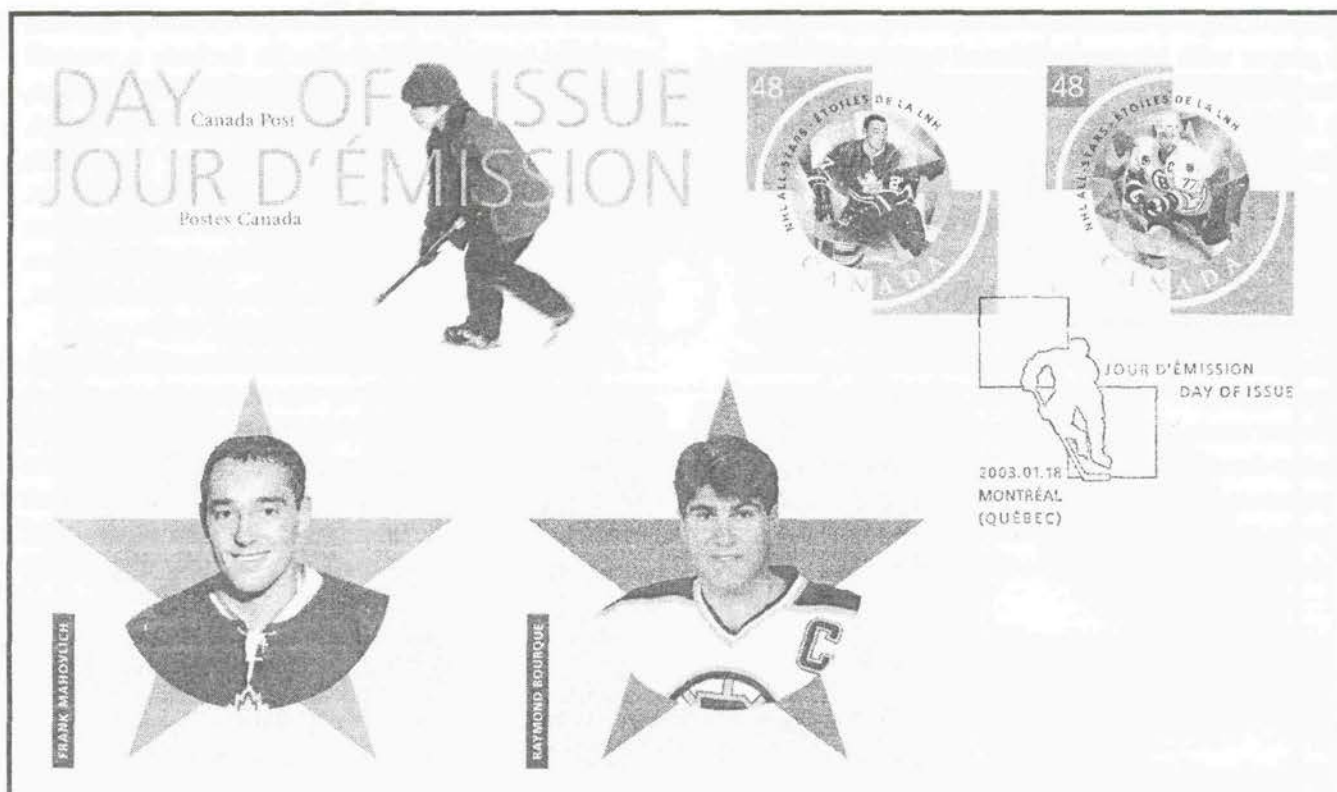 DAY OF ISSUE
Canada Post
JOUR D'ÉMISSION
Postes Canada
48
NHL ALL-STARS · ÉTOILES DE LA LNH
CANADA
48
NHL ALL-STARS · ÉTOILES DE LA LNH
77
CANADA
JOUR D'ÉMISSION
DAY OF ISSUE
2003.01.18
MONTRÉAL
(QUÉBEC)
FRANK MAHOVLICH
RAYMOND BOURQUE
C